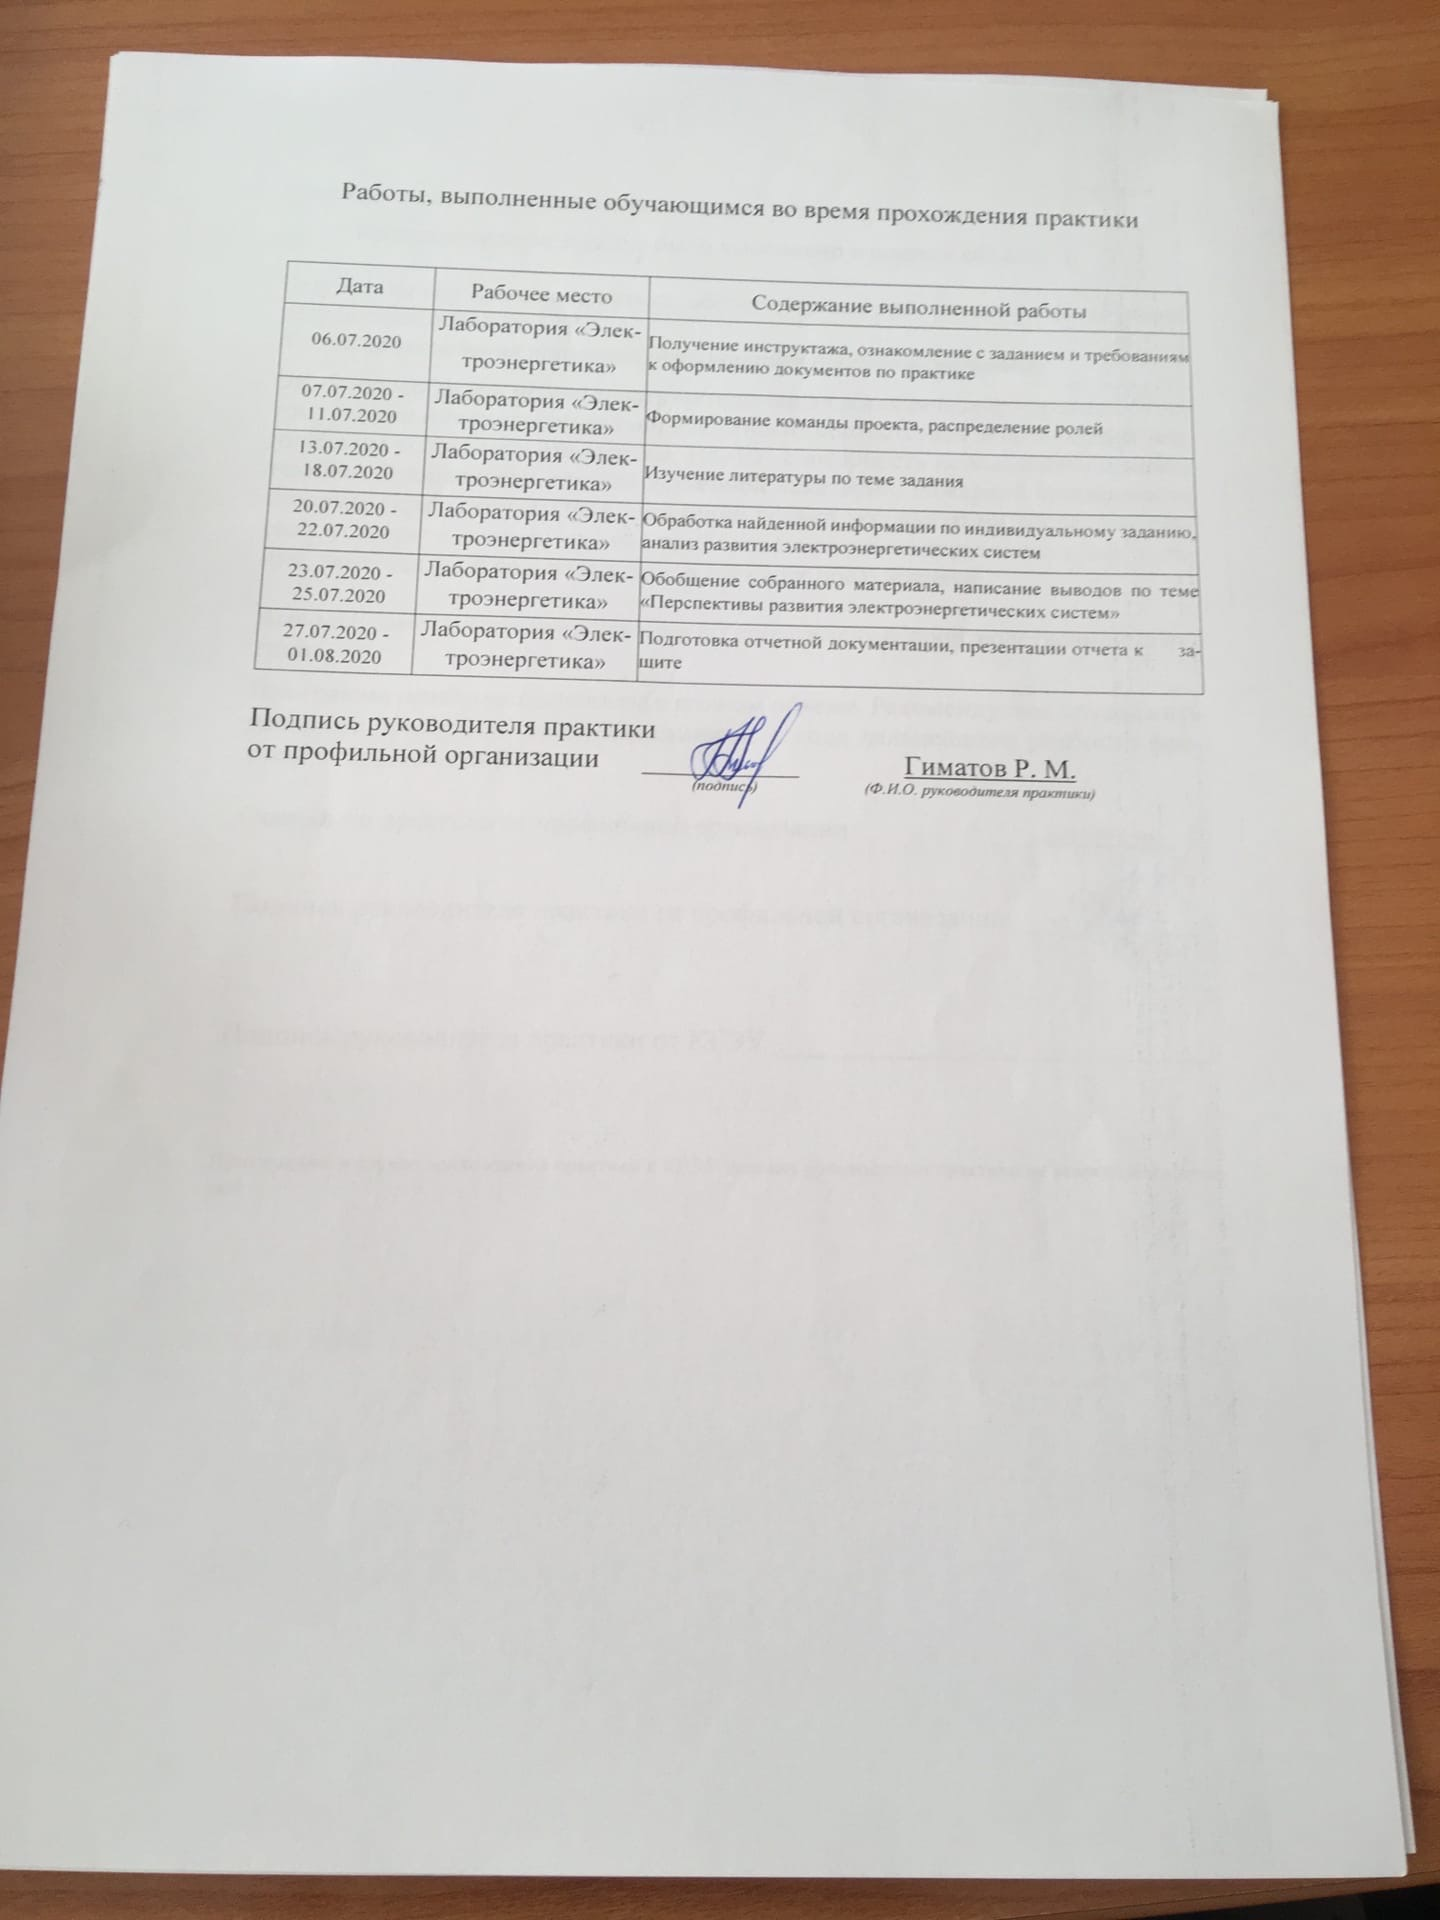 Работы, выполненные обучающимся во время прохождения практики
Дата Рабочее место Содержание выполненной работы
06.07.2020 Лаборатория «Элек-
троэнергетика»
Получение инструктажа, ознакомление с заданием и требованиям
к оформлению документов по практике
07.07.2020 -
11.07.2020
Лаборатория «Элек-
троэнергетика»
Формирование команды проекта, распределение ролей
13.07.2020 -
18.07.2020
Лаборатория «Элек-
троэнергетика»
Изучение литературы по теме задания
20.07.2020 -
22.07.2020
Лаборатория «Элек-
троэнергетика»
Обработка найденной информации по индивидуальному заданию,
анализ развития электроэнергетических систем
23.07.2020 -
25.07.2020
Лаборатория «Элек-
троэнергетика»
Обобщение собранного материала, написание выводов по теме
«Перспективы развития электроэнергетических систем»
27.07.2020 -
01.08.2020
Лаборатория «Элек-
троэнергетика»
Подготовка отчетной документации, презентации отчета к за-
щите
Подпись руководителя практики
от профильной организации
Гиматов Р. М.
(подпись)
(Ф.И.О. руководителя практики)